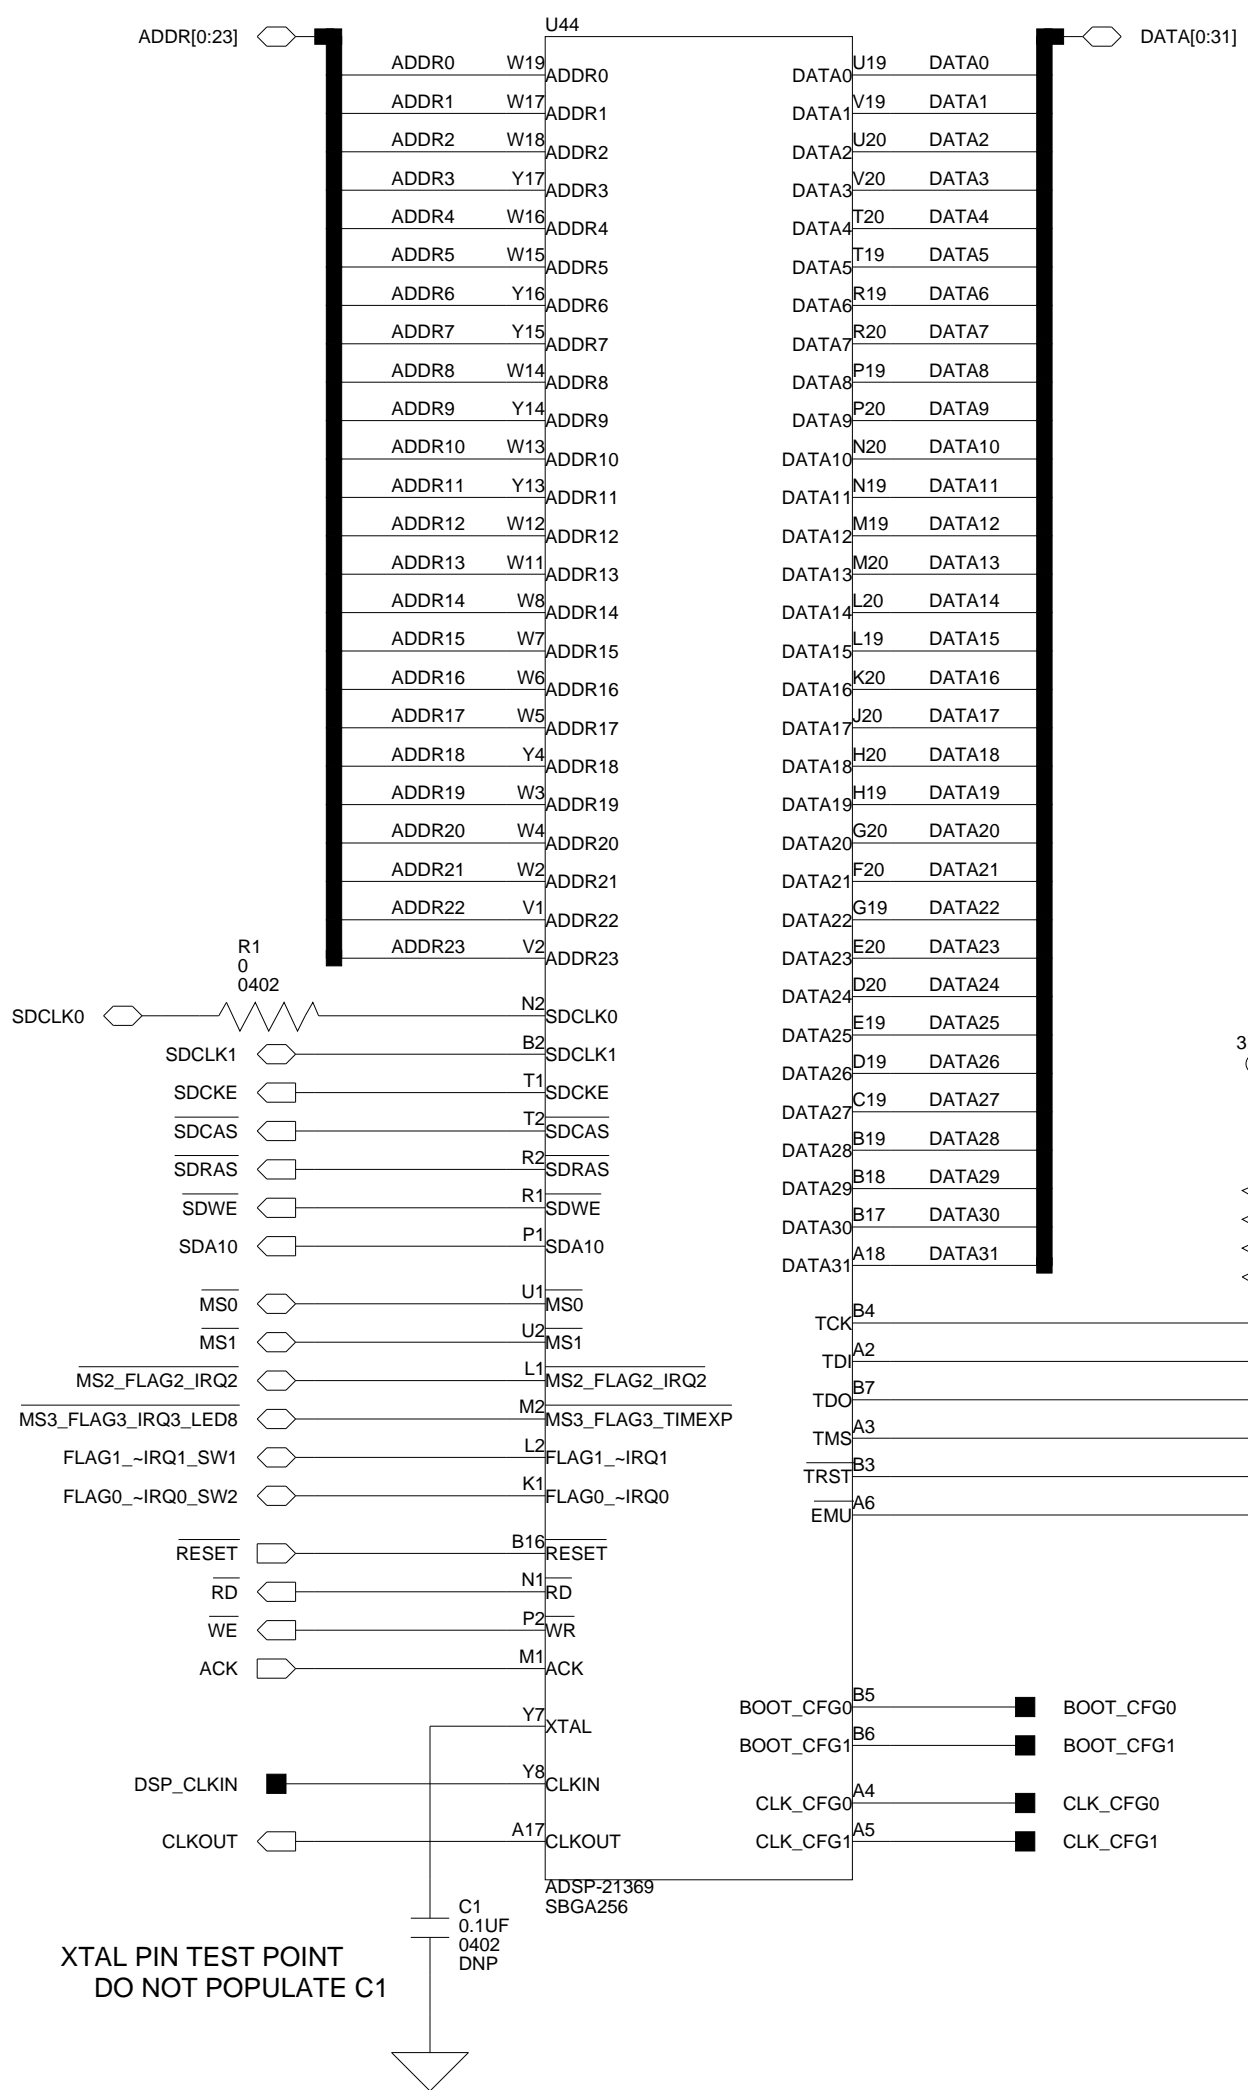 U44
ADDR[0:23] DATA[0:31]
ADDR0 W19 ADDR0 DATA0 U19 DATA0
ADDR1 W17 ADDR1 DATA1 V19 DATA1
ADDR2 W18 ADDR2 DATA2 U20 DATA2
ADDR3 Y17 ADDR3 DATA3 V20 DATA3
ADDR4 W16 ADDR4 DATA4 T20 DATA4
ADDR5 W15 ADDR5 DATA5 T19 DATA5
ADDR6 Y16 ADDR6 DATA6 R19 DATA6
ADDR7 Y15 ADDR7 DATA7 R20 DATA7
ADDR8 W14 ADDR8 DATA8 P19 DATA8
ADDR9 Y14 ADDR9 DATA9 P20 DATA9
ADDR10 W13 ADDR10 DATA10 N20 DATA10
ADDR11 Y13 ADDR11 DATA11 N19 DATA11
ADDR12 W12 ADDR12 DATA12 M19 DATA12
ADDR13 W11 ADDR13 DATA13 M20 DATA13
ADDR14 W8 ADDR14 DATA14 L20 DATA14
ADDR15 W7 ADDR15 DATA15 L19 DATA15
ADDR16 W6 ADDR16 DATA16 K20 DATA16
ADDR17 W5 ADDR17 DATA17 J20 DATA17
ADDR18 Y4 ADDR18 DATA18 H20 DATA18
ADDR19 W3 ADDR19 DATA19 H19 DATA19
ADDR20 W4 ADDR20 DATA20 G20 DATA20
ADDR21 W2 ADDR21 DATA21 F20 DATA21
ADDR22 V1 ADDR22 DATA22 G19 DATA22
ADDR23 V2 ADDR23 DATA23 E20 DATA23
R1
0
0402
DATA24 D20 DATA24
SDCLK0 N2 SDCLK0
DATA25 E19 DATA25
SDCLK1 B2 SDCLK1
3
DATA26 D19 DATA26
SDCKE T1 SDCKE
DATA27 C19 DATA27
SDCAS T2 SDCAS
DATA28 B19 DATA28
SDRAS R2 SDRAS
DATA29 B18 DATA29
SDWE R1 SDWE
DATA30 B17 DATA30
SDA10 P1 SDA10
DATA31 A18 DATA31
MS0 U1 MS0
TCK B4
MS1 U2 MS1
TDI A2
MS2_FLAG2_IRQ2 L1 MS2_FLAG2_IRQ2
TDO B7
MS3_FLAG3_IRQ3_LED8 M2 MS3_FLAG3_TIMEXP
TMS A3
FLAG1_~IRQ1_SW1 L2 FLAG1_~IRQ1
TRST B3
FLAG0_~IRQ0_SW2 K1 FLAG0_~IRQ0
EMU A6
RESET B16 RESET
RD N1 RD
WE P2 WR
ACK M1 ACK
BOOT_CFG0 B5 BOOT_CFG0
Y7 XTAL
BOOT_CFG1 B6 BOOT_CFG1
DSP_CLKIN Y8 CLKIN
CLK_CFG0 A4 CLK_CFG0
CLKOUT A17 CLKOUT
CLK_CFG1 A5 CLK_CFG1
ADSP-21369
SBGA256
C1
0.1UF
0402
DNP
XTAL PIN TEST POINT
DO NOT POPULATE C1